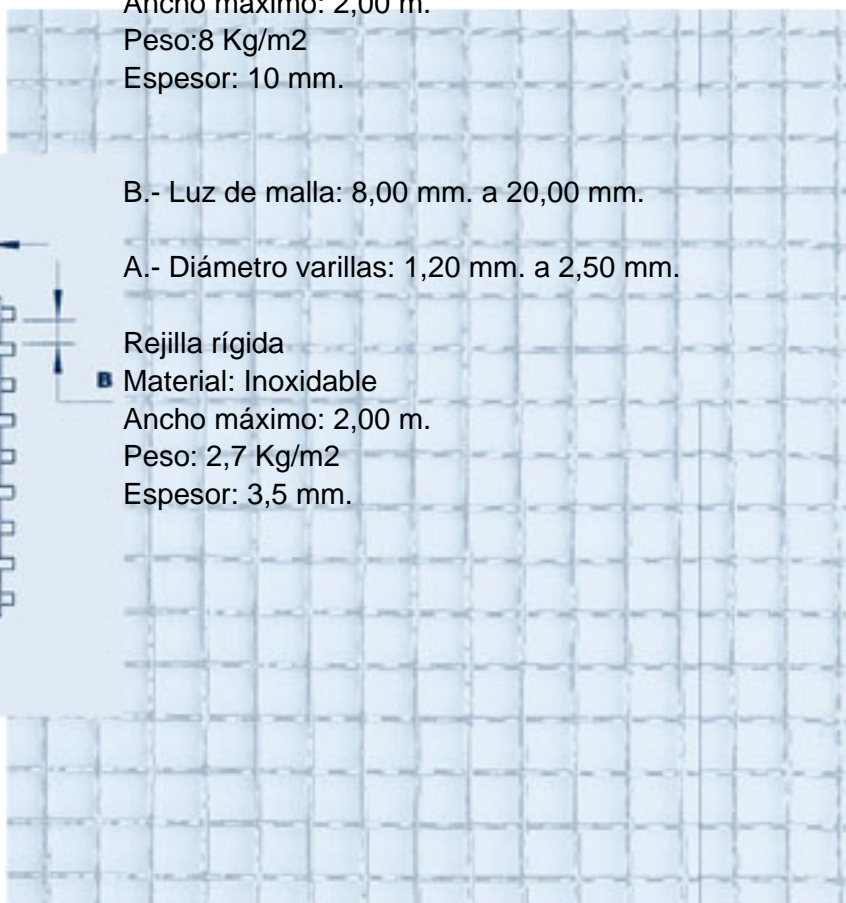 Ancho máximo: 2,00 m.
Peso:8 Kg/m2
Espesor: 10 mm.
B.- Luz de malla: 8,00 mm. a 20,00 mm.
A.- Diámetro varillas: 1,20 mm. a 2,50 mm.
Rejilla rígida
B
Material: Inoxidable
Ancho máximo: 2,00 m.
Peso: 2,7 Kg/m2
Espesor: 3,5 mm.